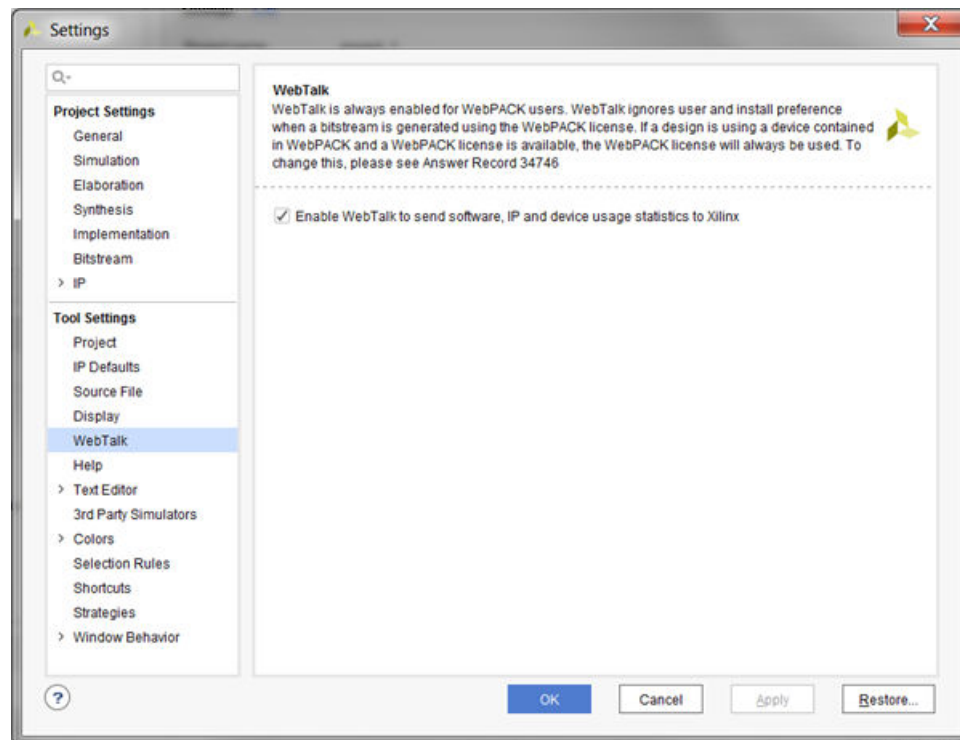 Settings
Project Settings
General
Simulation
Elaboration
Synthesis
Implementation
Bitstream
> IP
Tool Settings
Project
IP Defaults
Source File
Display
WebTalk
Help
> Text Editor
3rd Party Simulators
> Colors
Selection Rules
Shortcuts
Strategies
> Window Behavior
WebTalk
WebTalk is always enabled for WebPACK users. WebTalk ignores user and install preference
when a bitstream is generated using the WebPACK license. If a design is using a device contained
in WebPACK and a WebPACK license is available, the WebPACK license will always be used. To
change this, please see Answer Record 34746
Enable WebTalk to send software, IP and device usage statistics to Xilinx
?
OK
Cancel
Apply
Restore...